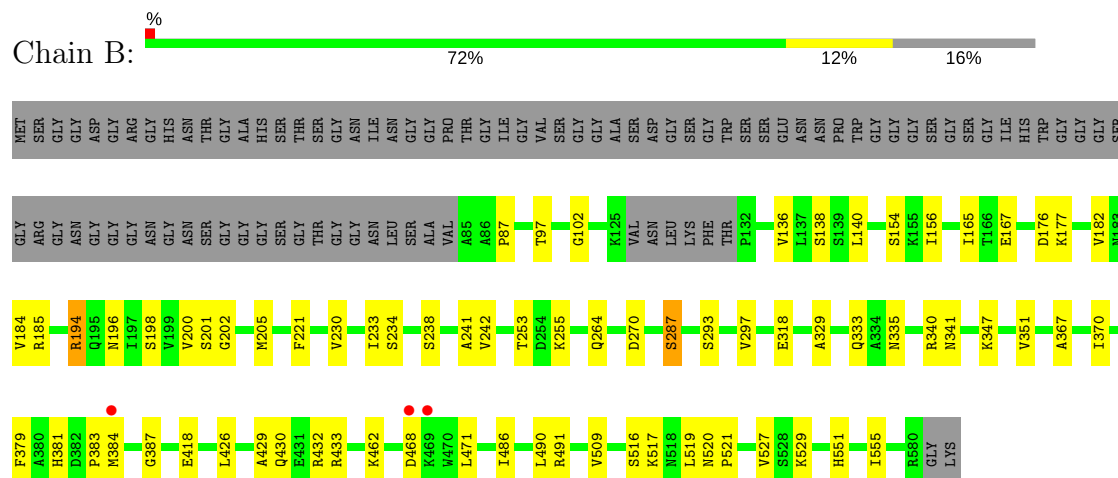 %
Chain B:
72% 12% 16%
MET SER GLY GLY ASP GLY ARG GLY HIS ASN THR GLY ALA HIS SER THR SER GLY ASN ILE ASN GLY GLY PRO THR GLY ILE GLY VAL SER GLY GLY ALA SER ASP GLY SER GLY TRP SER SER GLU ASN ASN PRO TRP GLY GLY GLY SER GLY SER GLY ILE HIS TRP GLY GLY GLY SER
GLY ARG GLY ASN GLY GLY GLY ASN GLY ASN SER GLY GLY GLY SER GLY THR GLY GLY ASN LEU SER ALA VAL A85 A86 P87 T97 G102 K125 VAL ASN LEU LYS PHE THR P132 V136 L137 S138 S139 L140 S154 K155 I156 I165 T166 E167 D176 K177 V182 N183
V184 R185 R194 Q195 N196 I197 S198 V199 V200 S201 G202 M205 F221 V230 I233 S234 S238 A241 V242 T253 D254 K255 Q264 D270 S287 S293 V297 E318 A329 Q333 A334 N335 R340 N341 K347 V351 A367 I370
F379 A380 H381 D382 P383 M384 G387 E418 L426 A429 Q430 E431 R432 R433 K462 D468 K469 W470 L471 I486 L490 R491 V509 S516 K517 N518 L519 N520 P521 V527 S528 K529 H551 I555 R580 GLY LYS